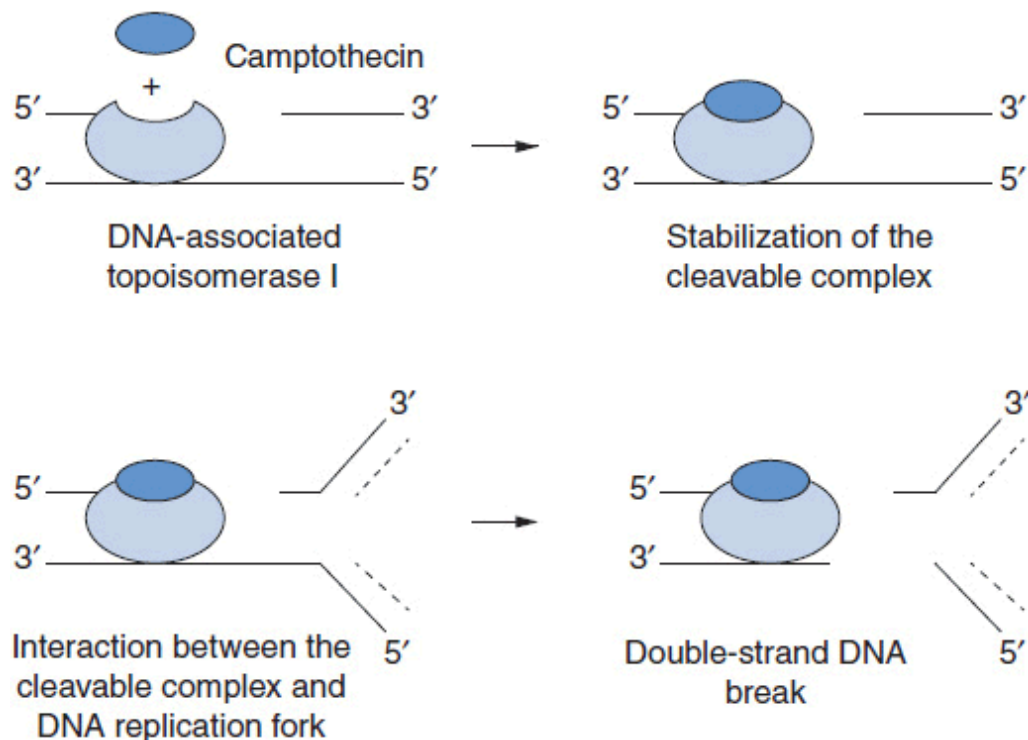 Camptothecin
+
5′ 3′ 5′ 3′
3′ 5′ 3′ 5′
DNA-associated
topoisomerase I
Stabilization of the
cleavable complex
3′ 3′
5′ 5′
3′ 3′
5′ 5′
Interaction between the
cleavable complex and
DNA replication fork
Double-strand DNA
break